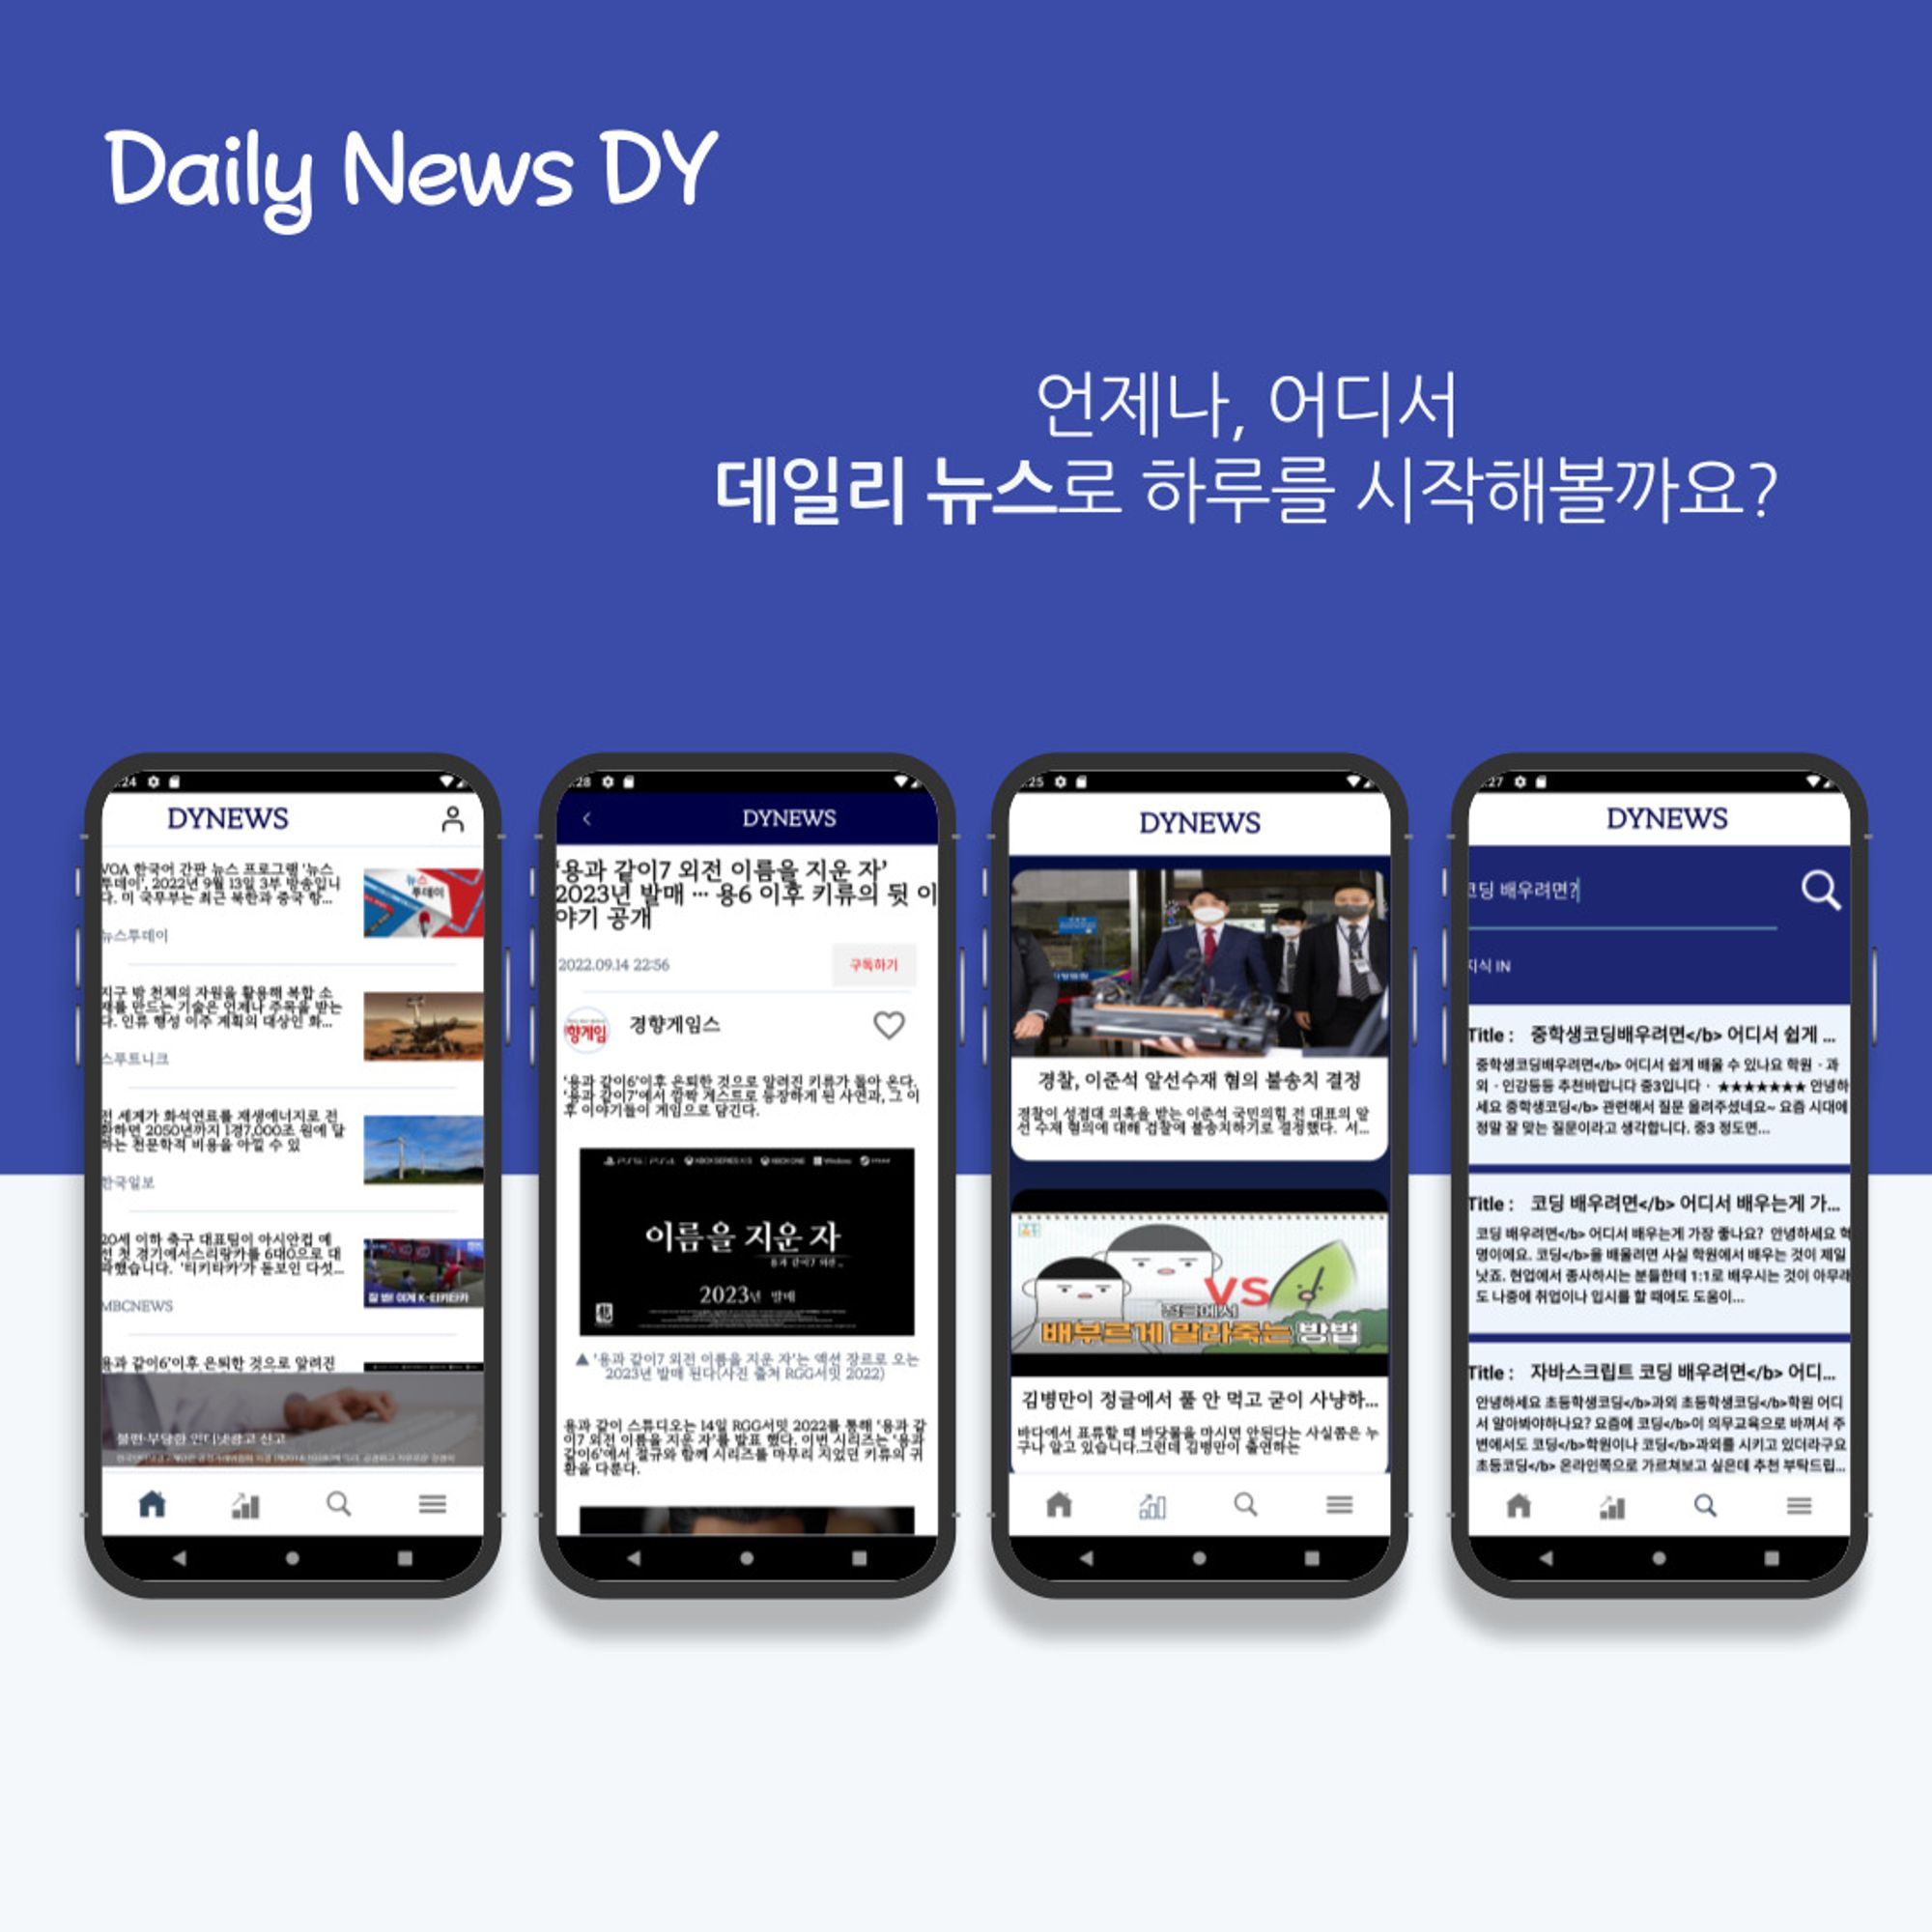 Daily News DY
언제나, 어디서
데일리 뉴스로 하루를 시작해볼까요?
:24
DYNEWS
VOA 한국어 간판 뉴스 프로그램 '뉴스
투데이', 2022년 9월 13일 3부 방송입니
다. 미 국무부는 최근 북한과 중국 항...
뉴스
투데이
뉴스투데이
지구 밖 천체의 자원을 활용해 복합 소
재를 만드는 기술은 언제나 주목을 받는
다. 인류 행성 이주 계획의 대상인 화...
스푸트니크
전 세계가 화석연료를 재생에너지로 전
환하면 2050년까지 1경7,000조 원에 달
하는 천문학적 비용을 아낄 수 있
한국일보
20세 이하 축구 대표팀이 아시안컵 예
선 첫 경기에서스리랑카를 6대0으로 대
파했습니다. '티키타카'가 돋보인 다섯...
잘 봐! 이게 K-티키타카
MBCNEWS
용과 같이6'이후 은퇴한 것으로 알려진
불편·부당한 인터넷광고 신고
:28
DYNEWS
'용과 같이7 외전 이름을 지운 자'
2023년 발매 ... 용6 이후 키류의 뒷 이
야기 공개
2022.09.14 22:56
구독하기
향게임
경향게임스
'용과 같이6'이후 은퇴한 것으로 알려진 키류가 돌아 온다.
'용과 같이7'에서 깜짝 게스트로 등장하게 된 사연과, 그 이
후 이야기들이 게임으로 담긴다.
PS5 PS4 XBOX SERIES X|S XBOX ONE Windows STEAM
이름을 지운 자
용과 같이7 외전
2023년 발매
▲ '용과 같이7 외전 이름을 지운 자'는 액션 장르로 오는
2023년 발매 된다(사진 출처 RGG서밋 2022)
용과 같이 스튜디오는 14일 RGG서밋 2022를 통해 '용과 같
이7 외전 이름을 지운 자'를 발표 했다. 이번 시리즈는 '용과
같이6'에서 절규와 함께 시리즈를 마무리 지었던 키류의 귀
환을 다룬다.
:25
DYNEWS
경찰, 이준석 알선수재 혐의 불송치 결정
경찰이 성접대 의혹을 받는 이준석 국민의힘 전 대표의 알
선 수재 혐의에 대해 검찰에 불송치하기로 결정했다. 서...
VS
정글에서
배부르게 말라죽는 방법
김병만이 정글에서 풀 안 먹고 굳이 사냥하...
바다에서 표류할 때 바닷물을 마시면 안된다는 사실쯤은 누
구나 알고 있습니다.그런데 김병만이 출연하는
:27
DYNEWS
코딩 배우려면?
지식 IN
Title : 중학생코딩배우려면</b> 어디서 쉽게 ...
중학생코딩배우려면</b> 어디서 쉽게 배울 수 있나요 학원 · 과
외 · 인강등등 추천바랍니다 중3입니다 · ★★★★★★★ 안녕하
세요 중학생코딩</b> 관련해서 질문 올려주셨네요~ 요즘 시대에
정말 잘 맞는 질문이라고 생각합니다. 중3 정도면...
Title : 코딩 배우려면</b> 어디서 배우는게 가...
코딩 배우려면</b> 어디서 배우는게 가장 좋나요? 안녕하세요 혁
명이에요. 코딩</b>을 배울려면 사실 학원에서 배우는 것이 제일
낫죠. 현업에서 종사하시는 분들한테 1:1로 배우시는 것이 아무래
도 나중에 취업이나 입시를 할 때에도 도움이...
Title : 자바스크립트 코딩 배우려면</b> 어디...
안녕하세요 초등학생코딩</b>과외 초등학생코딩</b>학원 어디
서 알아봐야하나요? 요즘에 코딩</b>이 의무교육으로 바껴서 주
변에서도 코딩</b>학원이나 코딩</b>과외를 시키고 있더라구요
초등코딩</b> 온라인쪽으로 가르쳐보고 싶은데 추천 부탁드립...